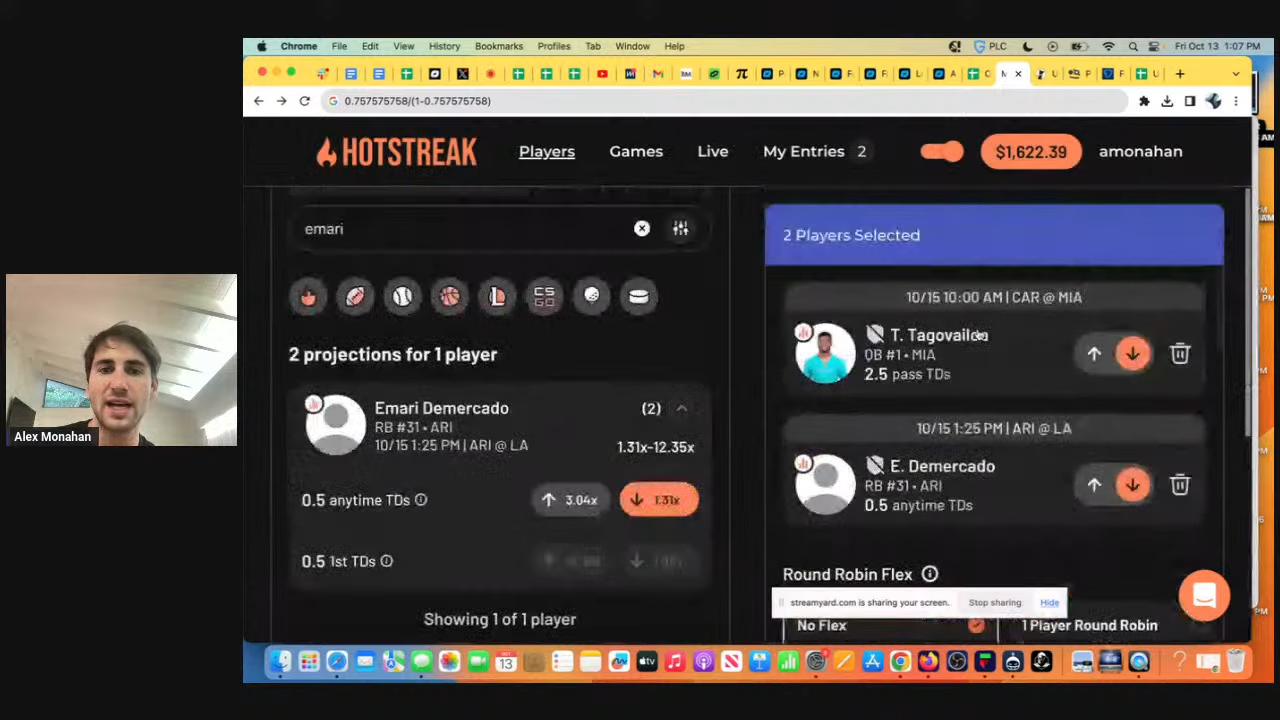 Chrome File Edit View History Bookmarks Profiles Tab Window Help
PLC
Fri Oct 13 1:07 PM
0.757575758/(1-0.757575758)
HOTSTREAK
Players Games Live My Entries 2
$1,622.39
amonahan
emari
CS
GO
2 projections for 1 player
Emari Demercado
RB #31 • ARI
10/15 1:25 PM | ARI @ LA
(2)
1.31x-12.35x
0.5 anytime TDs
3.04x
1.31x
0.5 1st TDs
Showing 1 of 1 player
2 Players Selected
10/15 10:00 AM | CAR @ MIA
T. Tagovailoa
QB #1 • MIA
2.5 pass TDs
10/15 1:25 PM | ARI @ LA
E. Demercado
RB #31 • ARI
0.5 anytime TDs
Round Robin Flex
streamyard.com is sharing your screen.
Stop sharing
Hide
No Flex
1 Player Round Robin
Alex Monahan